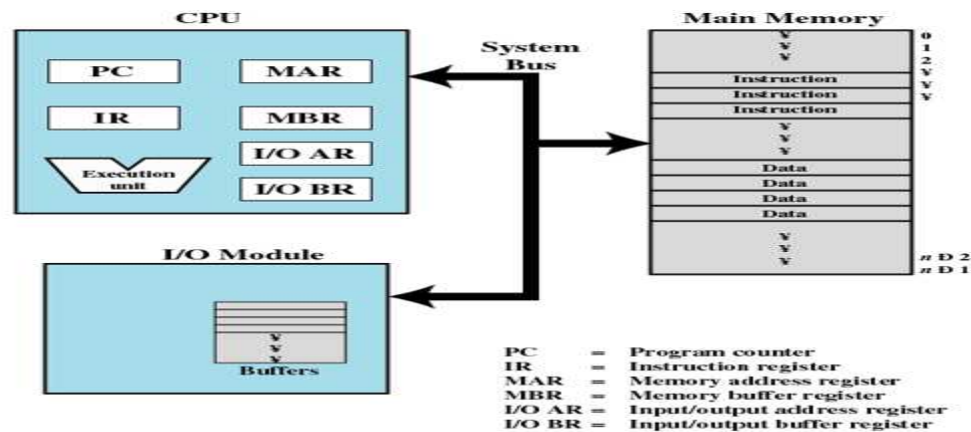 CPU
PC
MAR
IR
MBR
I/O AR
Execution
unit
I/O BR
System
Bus
Main Memory
¥
¥
¥
Instruction
Instruction
Instruction
¥
¥
¥
Data
Data
Data
Data
¥
¥
¥
0
1
2
¥
¥
¥
n Ð 2
n Ð 1
I/O Module
¥
¥
¥
Buffers
PC = Program counter
IR = Instruction register
MAR = Memory address register
MBR = Memory buffer register
I/O AR = Input/output address register
I/O BR = Input/output buffer register